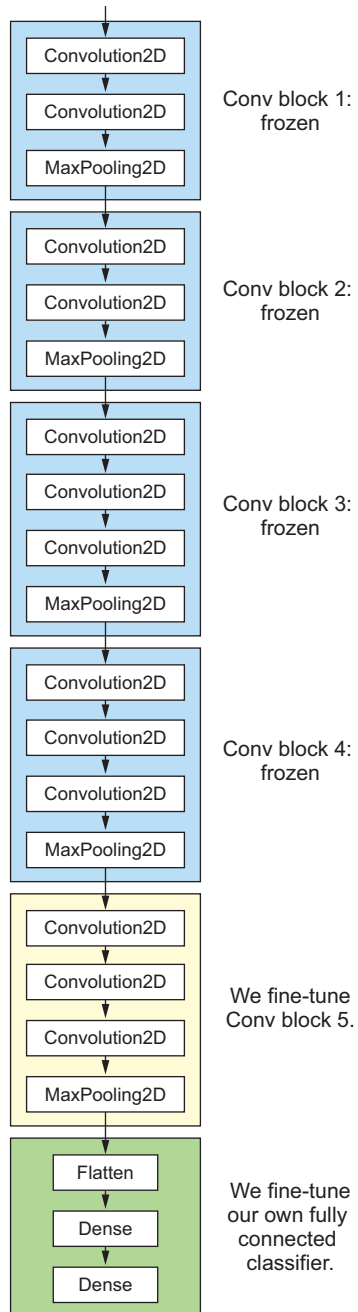 Convolution2D
Convolution2D
MaxPooling2D
Conv block 1:
frozen
Convolution2D
Convolution2D
MaxPooling2D
Conv block 2:
frozen
Convolution2D
Convolution2D
Convolution2D
MaxPooling2D
Conv block 3:
frozen
Convolution2D
Convolution2D
Convolution2D
MaxPooling2D
Conv block 4:
frozen
Convolution2D
Convolution2D
Convolution2D
MaxPooling2D
We fine-tune
Conv block 5.
Flatten
Dense
Dense
We fine-tune
our own fully
connected
classifier.